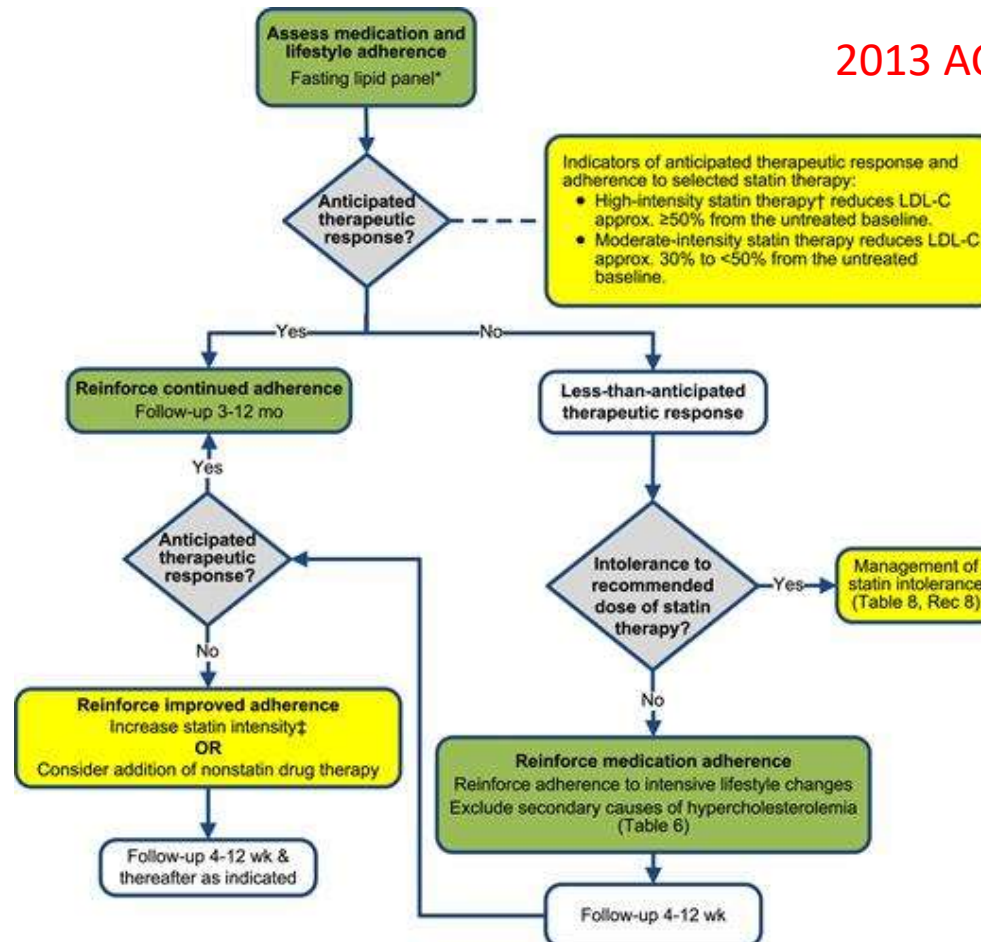 Assess medication and
lifestyle adherence
Fasting lipid panel*
2013 AC
Anticipated
therapeutic
response?
Indicators of anticipated therapeutic response and
adherence to selected statin therapy:
• High-intensity statin therapy† reduces LDL-C
approx. ≥50% from the untreated baseline.
• Moderate-intensity statin therapy reduces LDL-C
approx. 30% to <50% from the untreated
baseline.
Yes
No
Reinforce continued adherence
Follow-up 3-12 mo
Less-than-anticipated
therapeutic response
Yes
Anticipated
therapeutic
response?
Intolerance to
recommended
dose of statin
therapy?
Yes
Management of
statin intolerance
(Table 8, Rec 8)
No
Reinforce improved adherence
Increase statin intensity‡
OR
Consider addition of nonstatin drug therapy
No
Reinforce medication adherence
Reinforce adherence to intensive lifestyle changes
Exclude secondary causes of hypercholesterolemia
(Table 6)
Follow-up 4-12 wk &
thereafter as indicated
Follow-up 4-12 wk